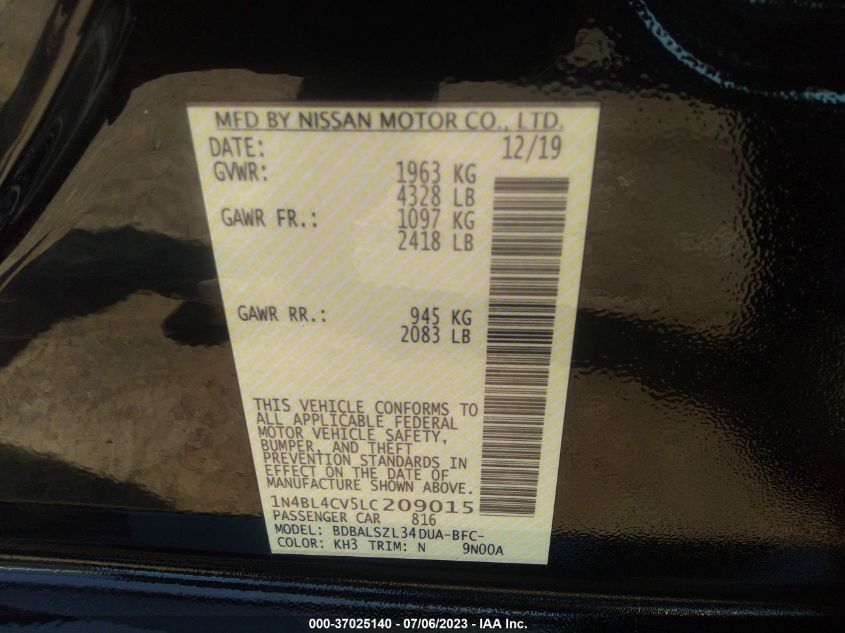 MFD BY NISSAN MOTOR CO., LTD.
DATE: 12/19
GVWR: 1963 KG
4328 LB
GAWR FR.: 1097 KG
2418 LB
GAWR RR.: 945 KG
2083 LB
THIS VEHICLE CONFORMS TO
ALL APPLICABLE FEDERAL
MOTOR VEHICLE SAFETY,
BUMPER, AND THEFT
PREVENTION STANDARDS IN
EFFECT ON THE DATE OF
MANUFACTURE SHOWN ABOVE.
1N4BL4CV5LC209015
PASSENGER CAR 816
MODEL: BDBALSZL34DUA-BFC-
COLOR: KH3 TRIM: N 9N00A
000-37025140 - 07/06/2023 - IAA Inc.